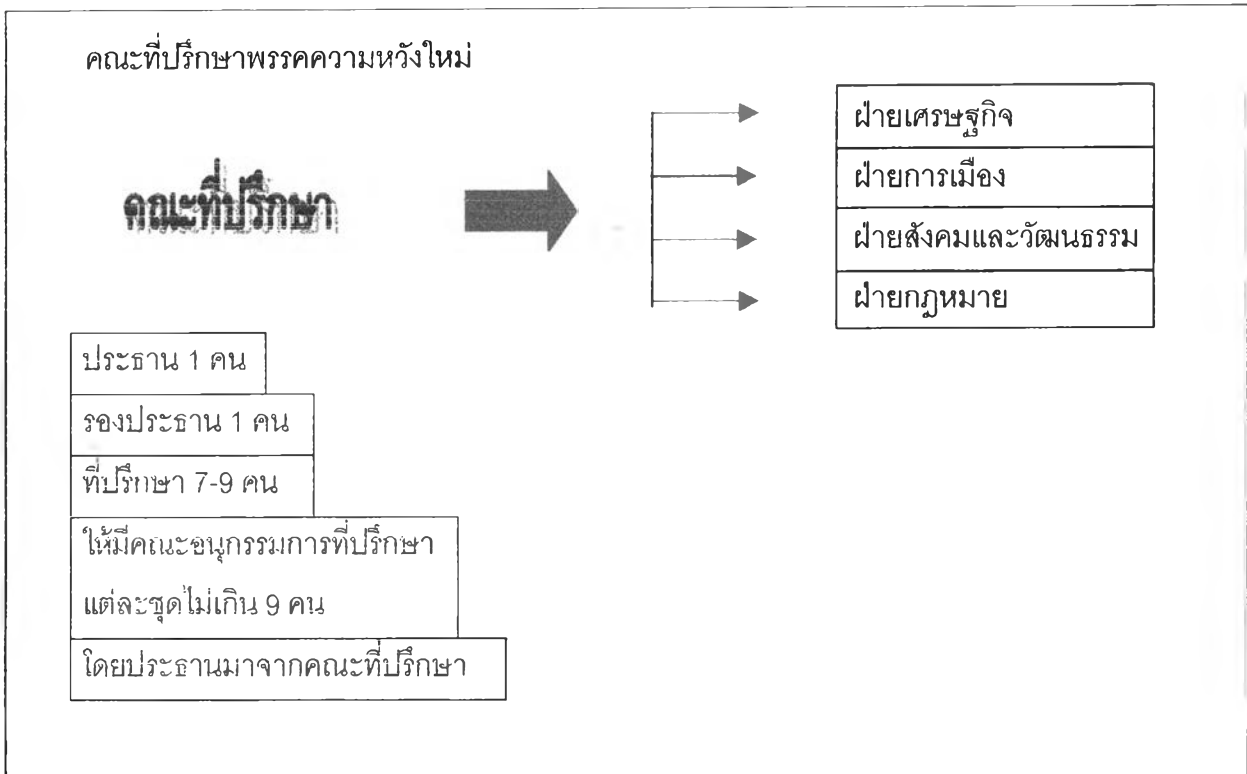 คณะที่ปรึกษาพรรคความหวังใหม่
คณะที่ปรึกษา
ฝ่ายเศรษฐกิจ
ฝ่ายการเมือง
ฝ่ายสังคมและวัฒนธรรม
ฝ่ายกฎหมาย
ประธาน 1 คน
รองประธาน 1 คน
ที่ปรึกษา 7-9 คน
ให้มีคณะอนุกรรมการที่ปรึกษา
แต่ละชุดไม่เกิน 9 คน
โดยประธานมาจากคณะที่ปรึกษา